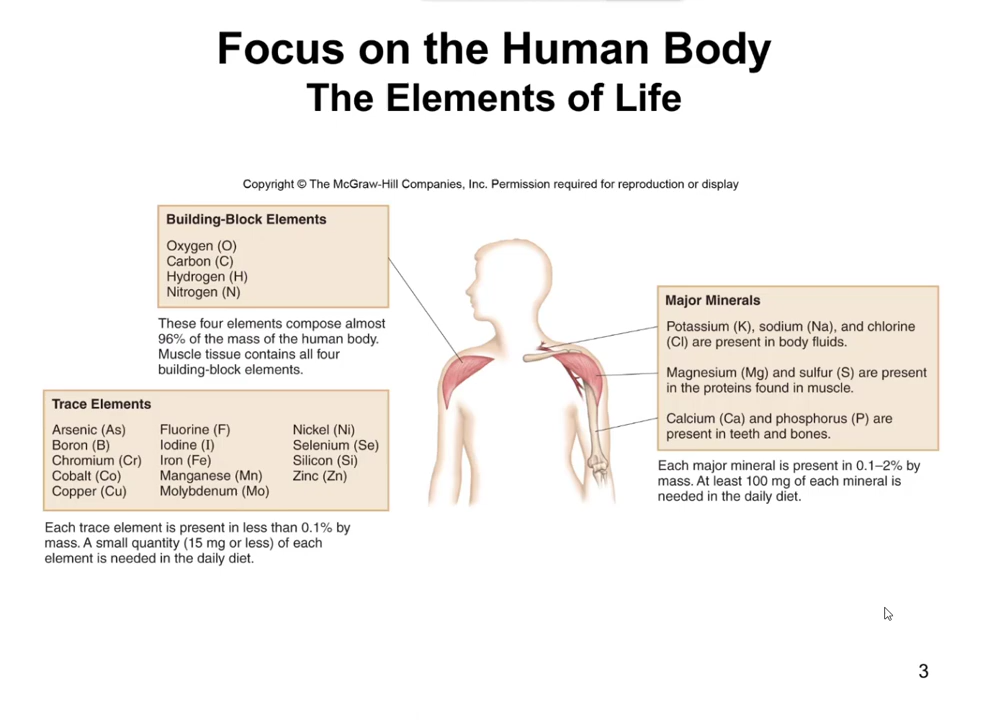 Focus on the Human Body
The Elements of Life
Copyright © The McGraw-Hill Companies, Inc. Permission required for reproduction or display
Building-Block Elements
Oxygen (O)
Carbon (C)
Hydrogen (H)
Nitrogen (N)
These four elements compose almost
96% of the mass of the human body.
Muscle tissue contains all four
building-block elements.
Trace Elements
Arsenic (As)
Boron (B)
Chromium (Cr)
Cobalt (Co)
Copper (Cu)
Fluorine (F)
Iodine (I)
Iron (Fe)
Manganese (Mn)
Molybdenum (Mo)
Nickel (Ni)
Selenium (Se)
Silicon (Si)
Zinc (Zn)
Each trace element is present in less than 0.1% by
mass. A small quantity (15 mg or less) of each
element is needed in the daily diet.
Major Minerals
Potassium (K), sodium (Na), and chlorine
(Cl) are present in body fluids.
Magnesium (Mg) and sulfur (S) are present
in the proteins found in muscle.
Calcium (Ca) and phosphorus (P) are
present in teeth and bones.
Each major mineral is present in 0.1–2% by
mass. At least 100 mg of each mineral is
needed in the daily diet.
3